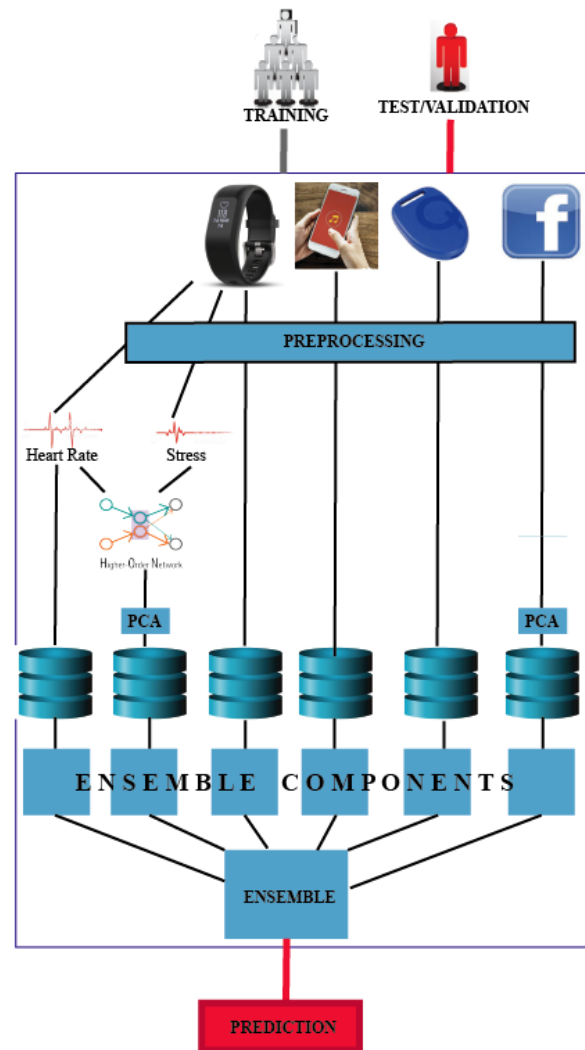 TRAINING
TEST/VALIDATION
f
PREPROCESSING
Heart Rate
Stress
Higher-Order Network
PCA
PCA
ENSEMBLE COMPONENTS
ENSEMBLE
PREDICTION